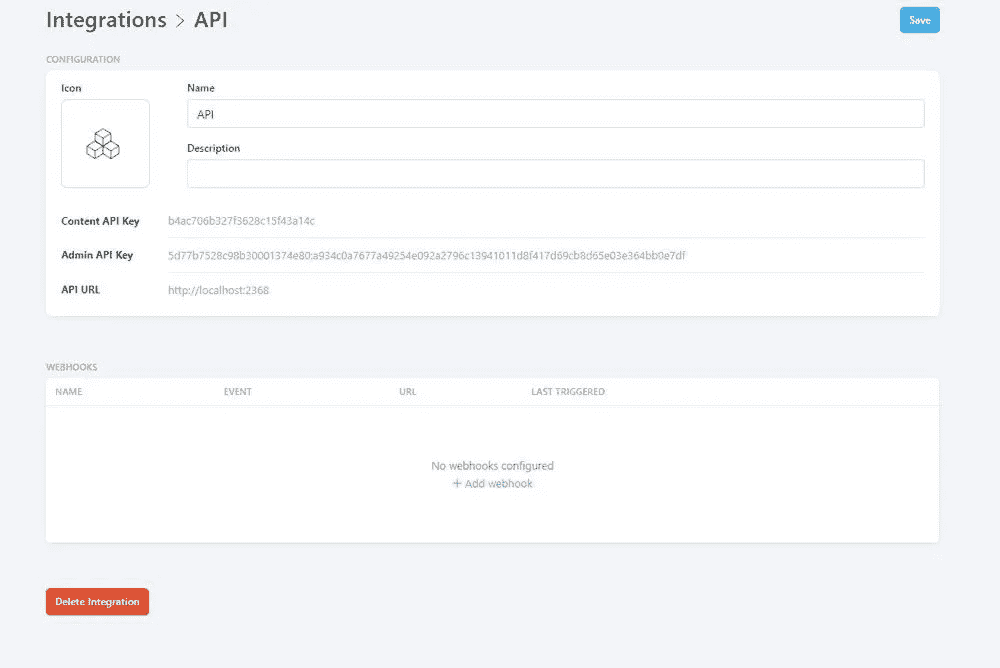 Integrations > API
Save
CONFIGURATION
Icon
Name
API
Description
Content API Key
b4ac706b327f3628c15f43a14c
Admin API Key
5d77b7528c98b30001374e80:a934c0a7677a49254e092a2796c13941011d8f417d69cb8d65e03e364bb0e7df
API URL
http://localhost:2368
WEBHOOKS
NAME EVENT URL LAST TRIGGERED
No webhooks configured
+ Add webhook
Delete Integration